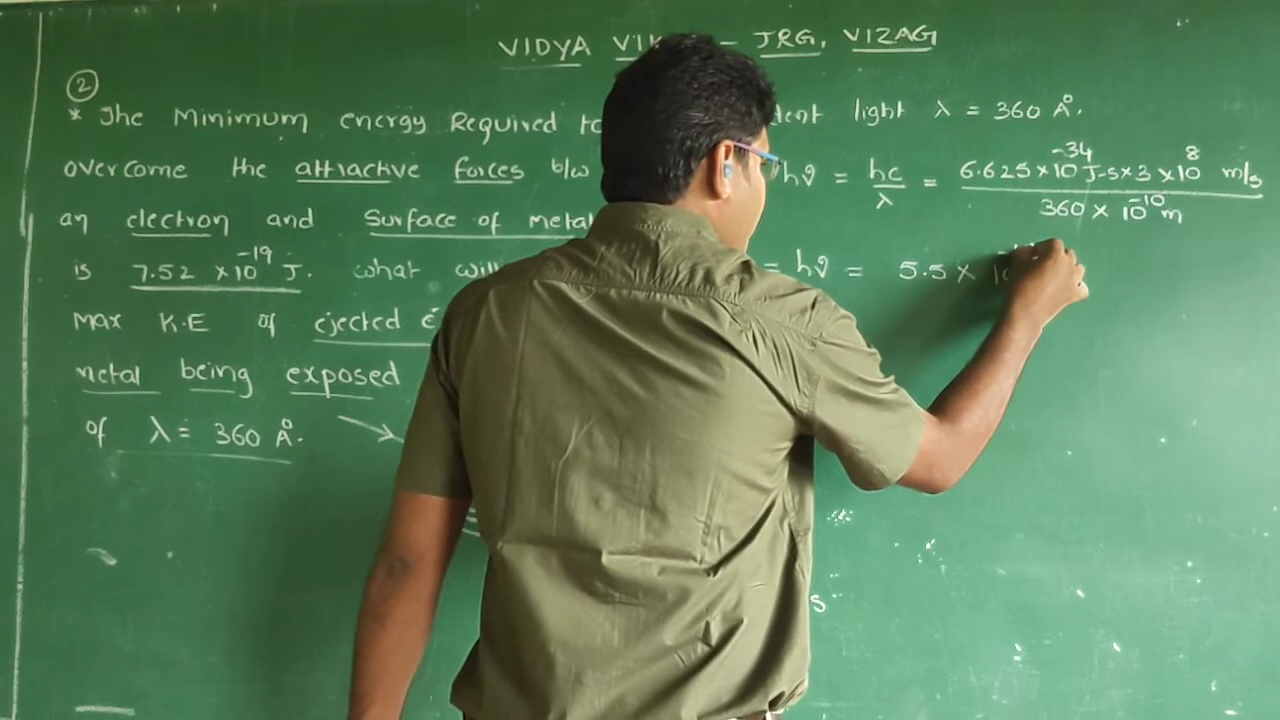 VIDYA VI - JRG, VIZAG
②
* The Minimum energy Required to
overcome the attractive forces b/w
an electron and Surface of metal
is 7.52 × 10⁻¹⁹ J. what will
max K.E of ejected e⁻
metal being exposed
of λ = 360 A°.
light λ = 360 A°.
hν = hc/λ = 6.625 × 10⁻³⁴ J-s × 3 × 10⁸ m/s / 360 × 10⁻¹⁰ m
= hν = 5.5 × 10